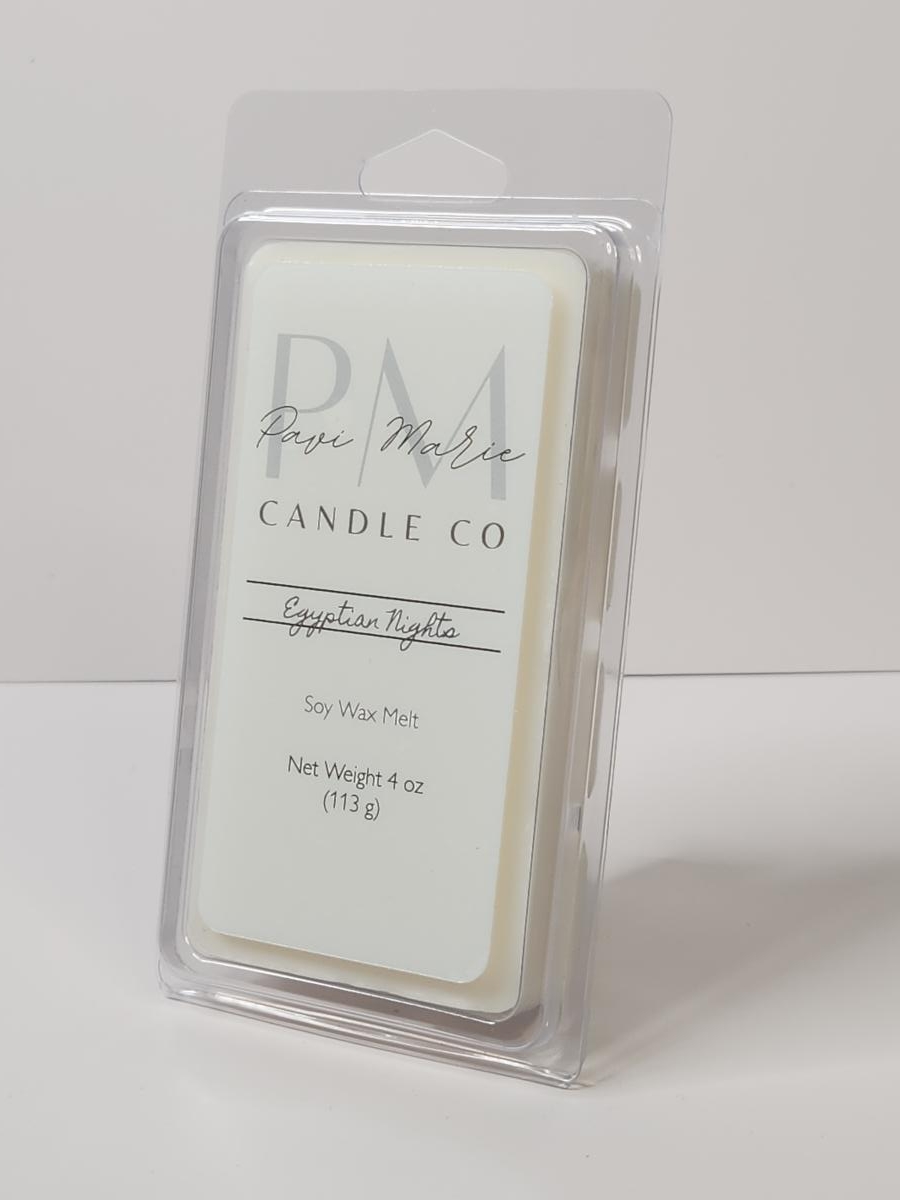 PM
Pavi Marie
CANDLE CO
Egyptian Nights
Soy Wax Melt
Net Weight 4 oz
(113 g)